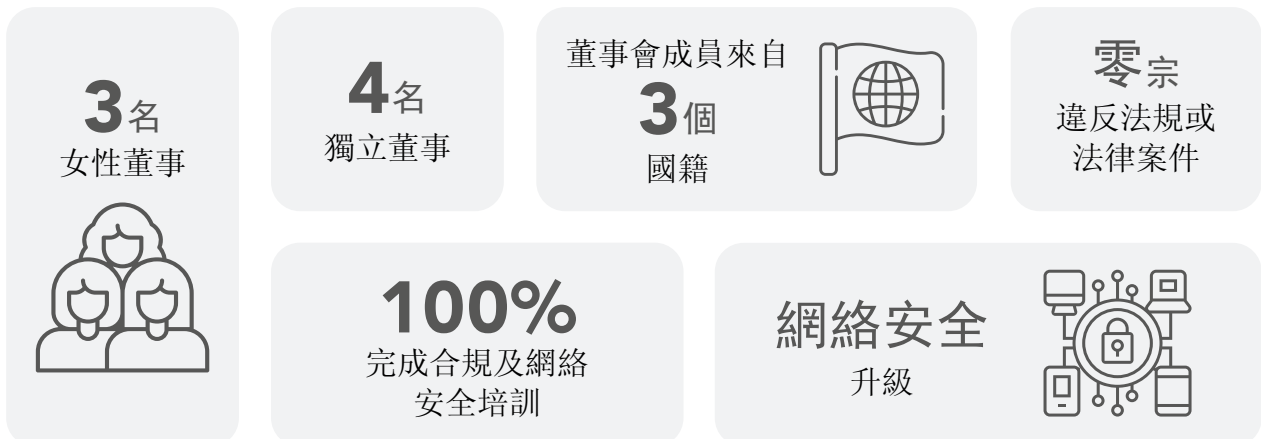 3名
女性董事
4名
獨立董事
董事會成員來自
3個
國籍
零宗
違反法規或
法律案件
100%
完成合規及網絡
安全培訓
網絡安全
升級